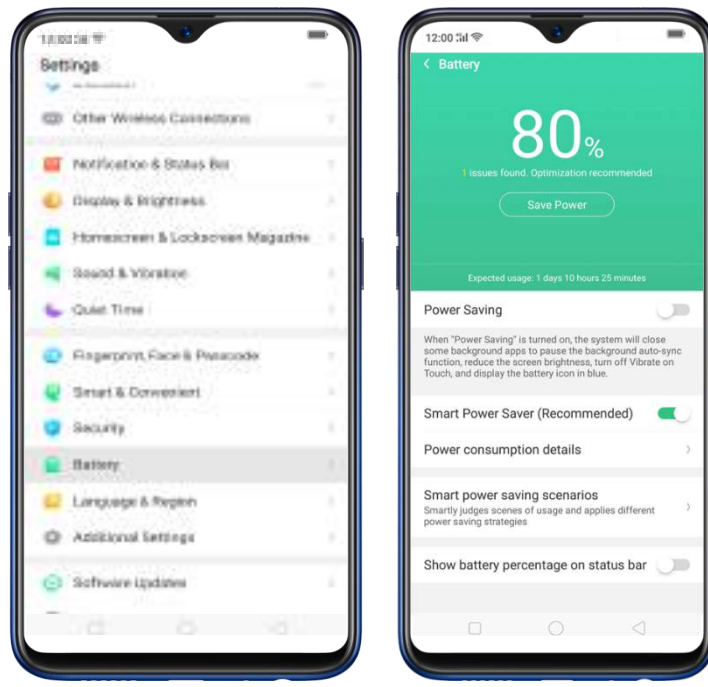 Settings
Other Wireless Connections
Notification & Status Bar
Display & Brightness
Homescreen & Lockscreen Magazine
Sound & Vibration
Quiet Time
Fingerprint, Face & Passcode
Smart & Convenient
Security
Battery
Language & Region
Additional Settings
Software Updates
12:00
Battery
80%
1 issues found. Optimization recommended
Save Power
Expected usage: 1 days 10 hours 25 minutes
Power Saving
When "Power Saving" is turned on, the system will close
some background apps to pause the background auto-sync
function, reduce the screen brightness, turn off Vibrate on
Touch, and display the battery icon in blue.
Smart Power Saver (Recommended)
Power consumption details
Smart power saving scenarios
Smartly judges scenes of usage and applies different
power saving strategies
Show battery percentage on status bar